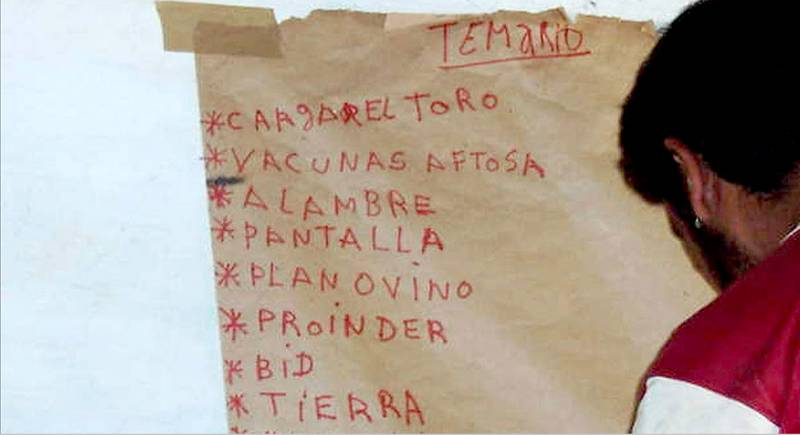 TEMaRIO
*CARgAR EL TORO
*VACUNAS AFTOSA
*ALAMBRE
*PANTALLA
*PLAN OViNO
*PROiNDER
*BiD
*TiERRA